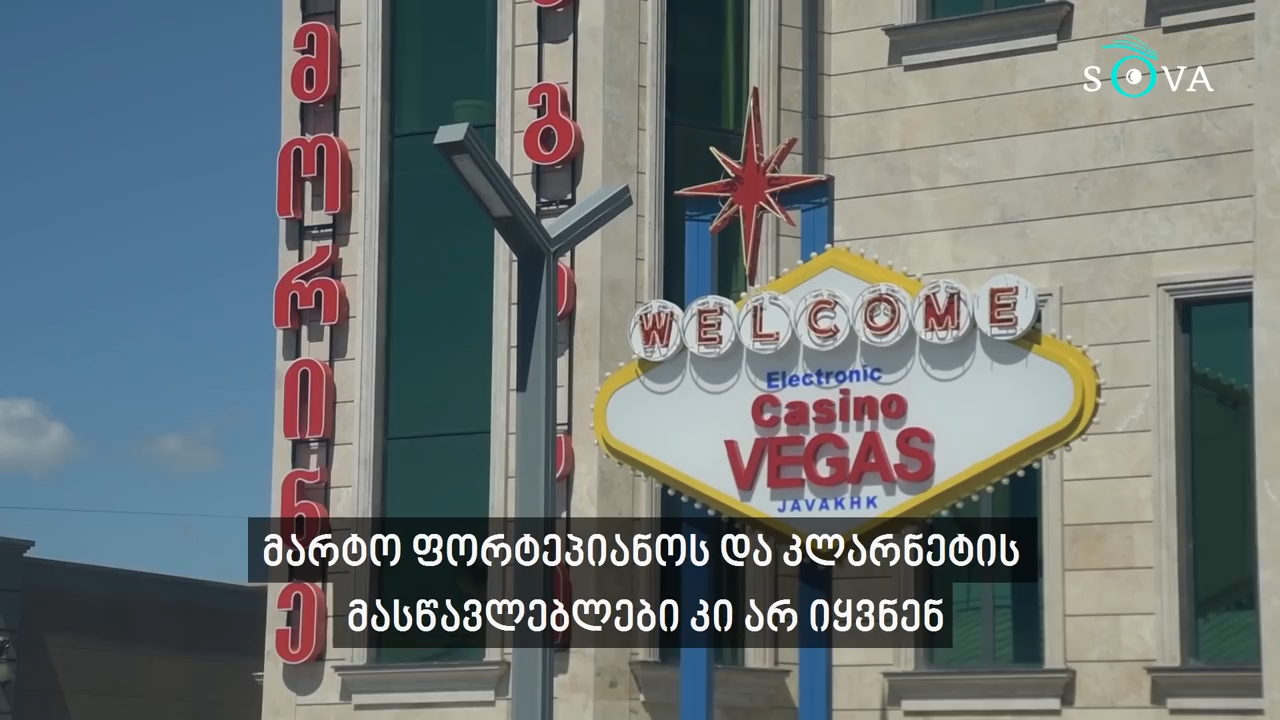 SOVA
WELCOME
Electronic
Casino
VEGAS
JAVAKHK
მარტო ფორტეპიანოს და კლარნეტის
მასწავლებლები კი არ იყვნენ